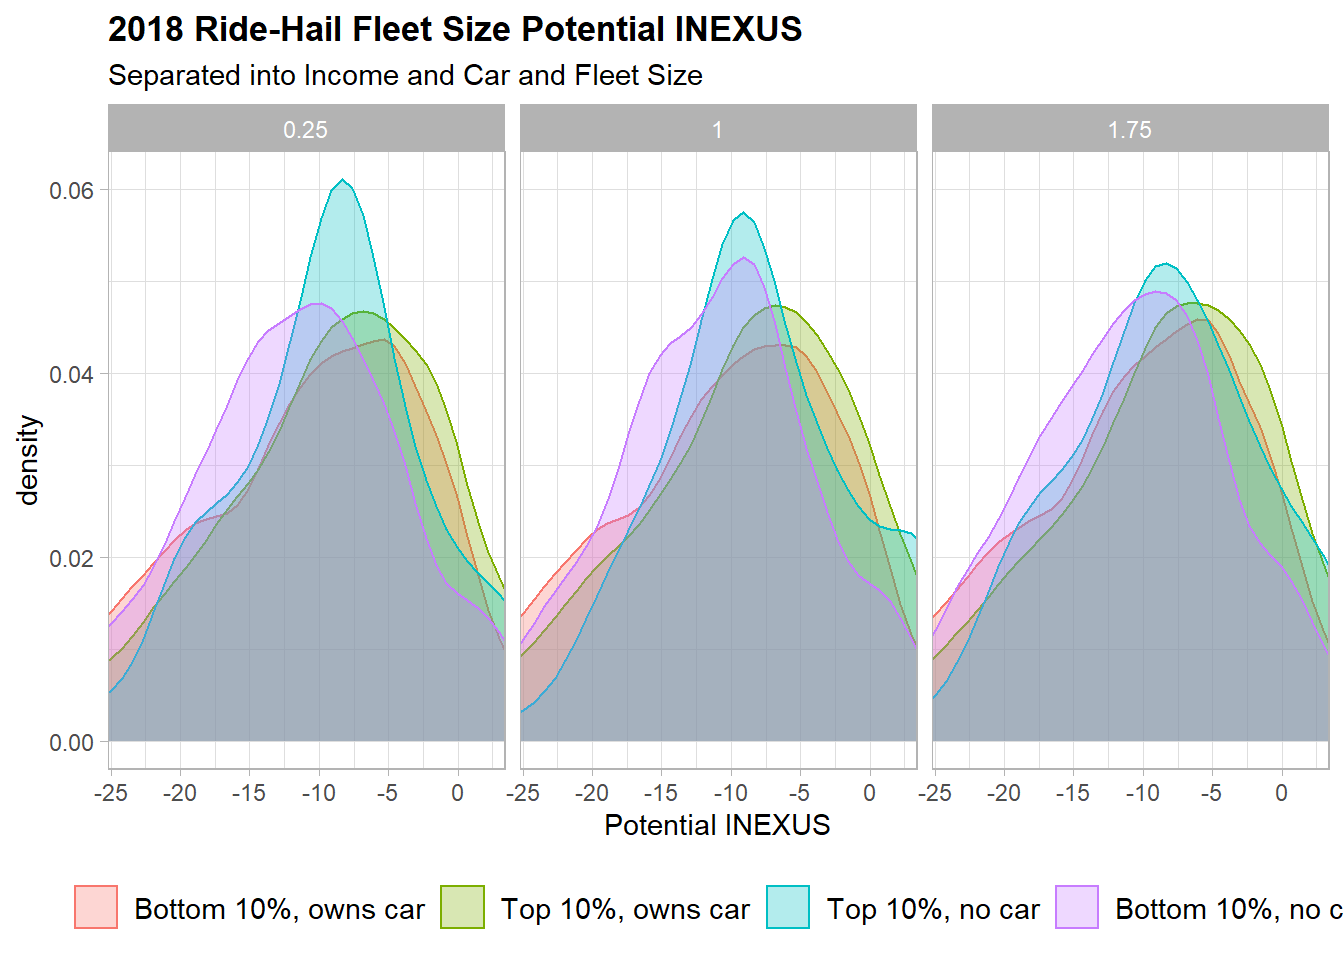 2018 Ride-Hail Fleet Size Potential INEXUS
Separated into Income and Car and Fleet Size
0.25 1 1.75
0.06
0.04
0.02
0.00
density
-25 -20 -15 -10 -5 0 -25 -20 -15 -10 -5 0 -25 -20 -15 -10 -5 0
Potential INEXUS
Bottom 10%, owns car Top 10%, owns car Top 10%, no car Bottom 10%, no c